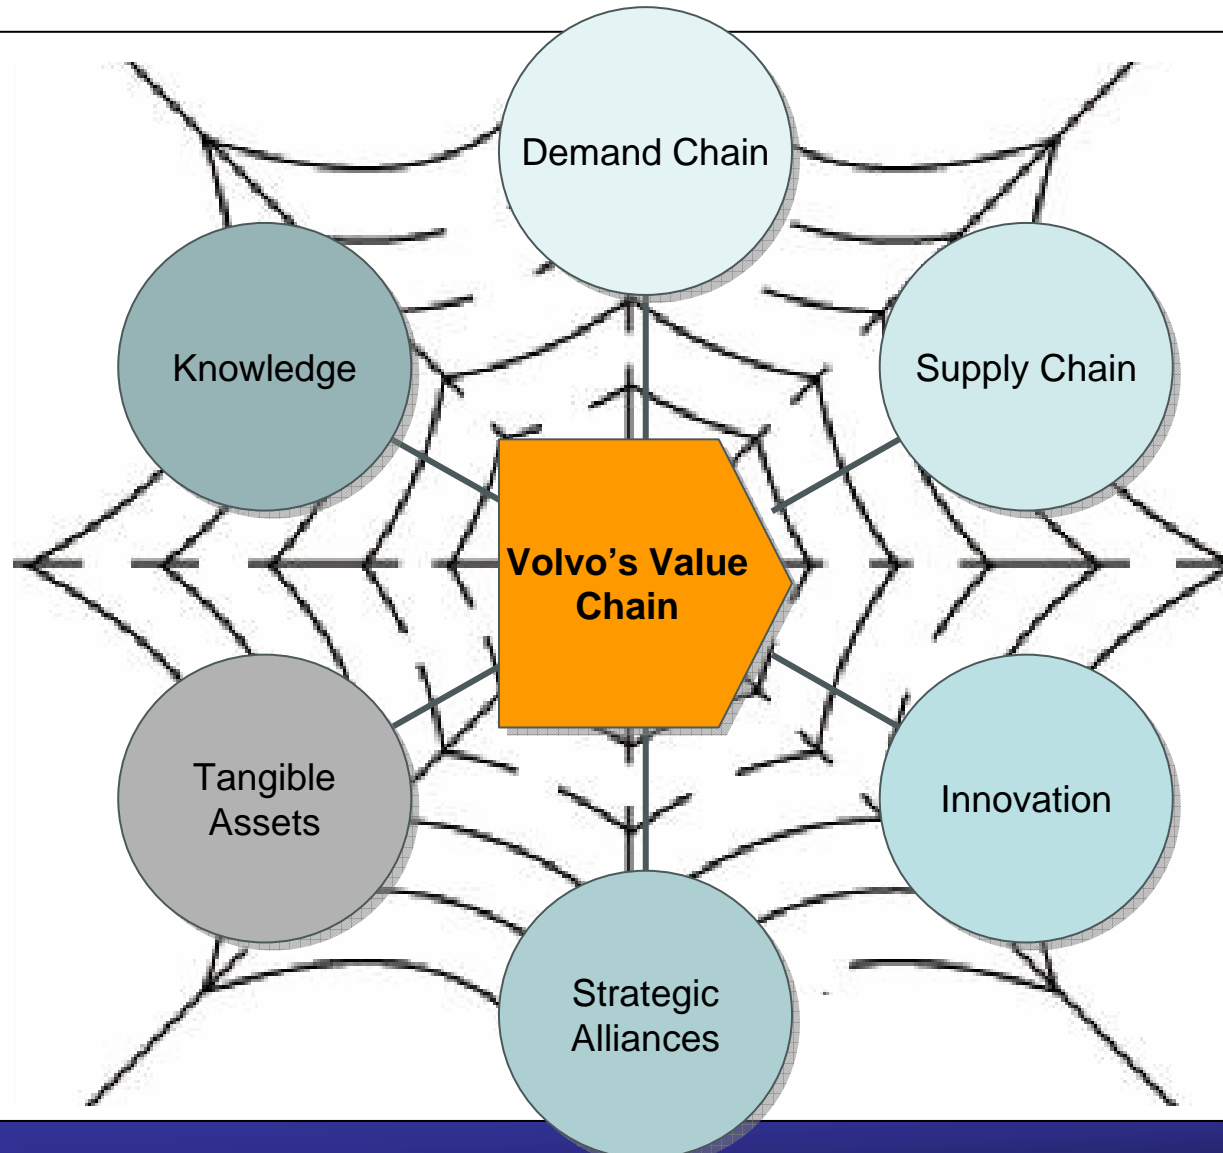 Demand Chain
Knowledge
Supply Chain
Volvo’s Value
Chain
Tangible
Assets
Innovation
Strategic
Alliances